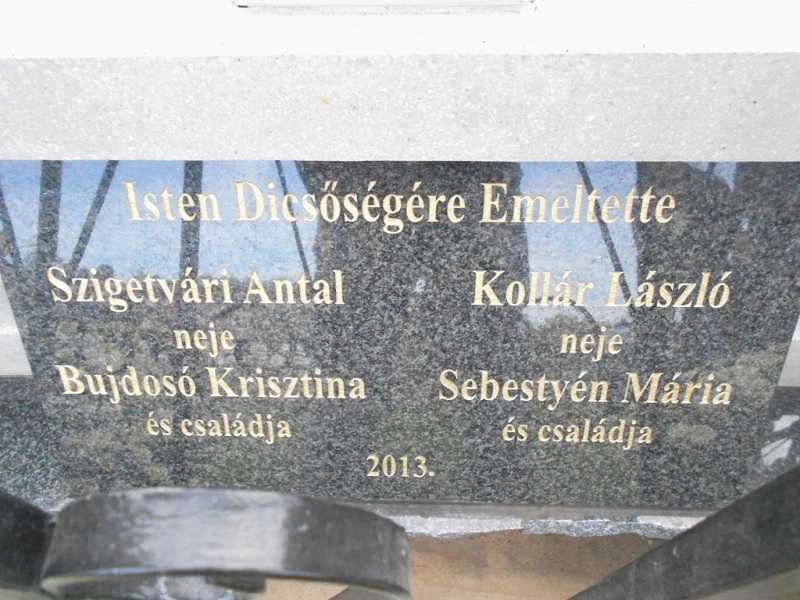 Isten Dicsőségére Emeltette
Szigetvári Antal
neje
Bujdosó Krisztina
és családja
Kollár László
neje
Sebestyén Mária
és családja
2013.